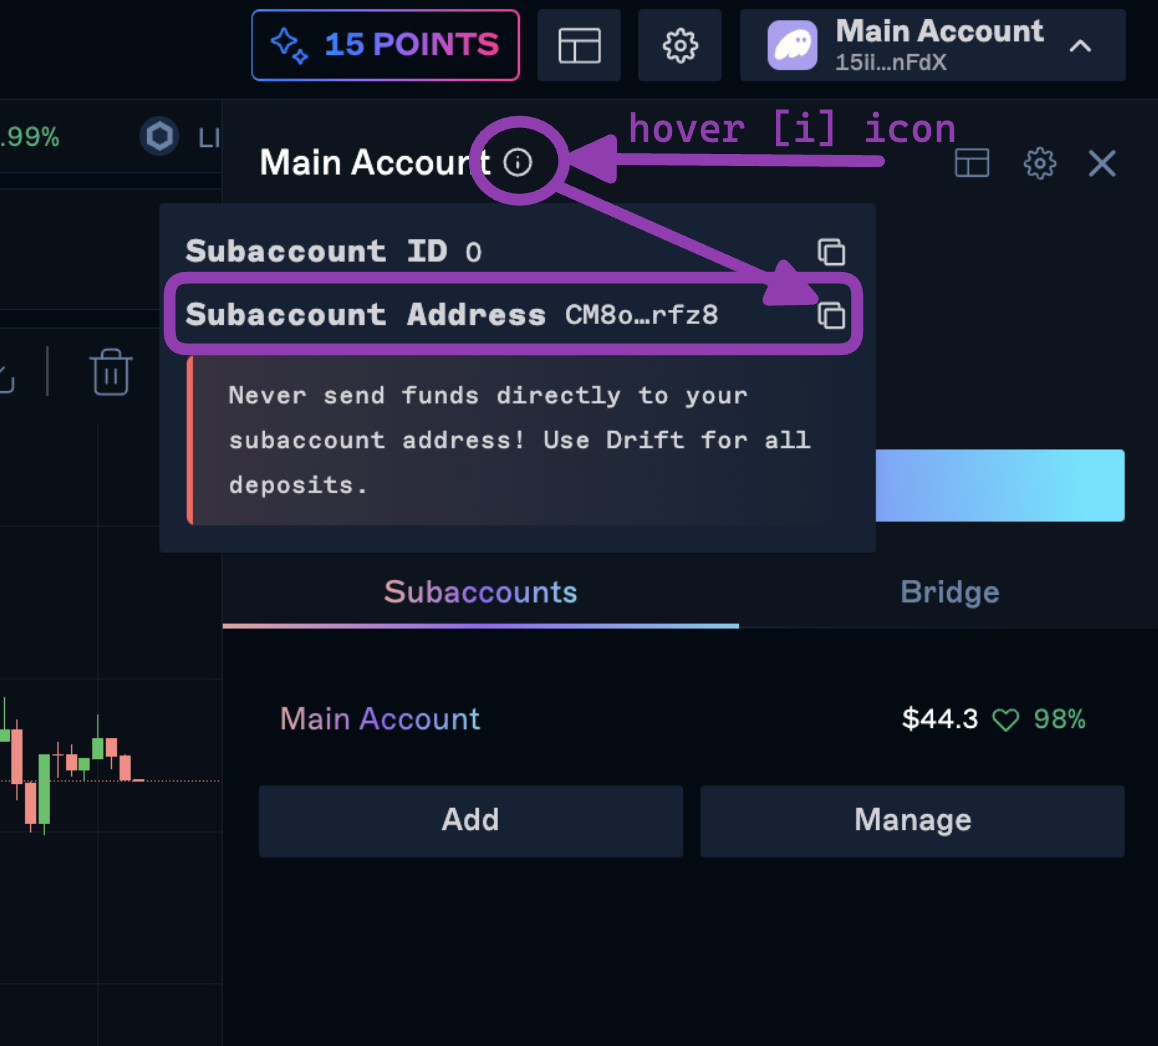 15 POINTS
Main Account
15ii…nFdX
.99%
LI
hover [i] icon
Main Account
Subaccount ID 0
Subaccount Address CM8o…rfz8
Never send funds directly to your
subaccount address! Use Drift for all
deposits.
Subaccounts
Bridge
Main Account
$44.3
98%
Add
Manage